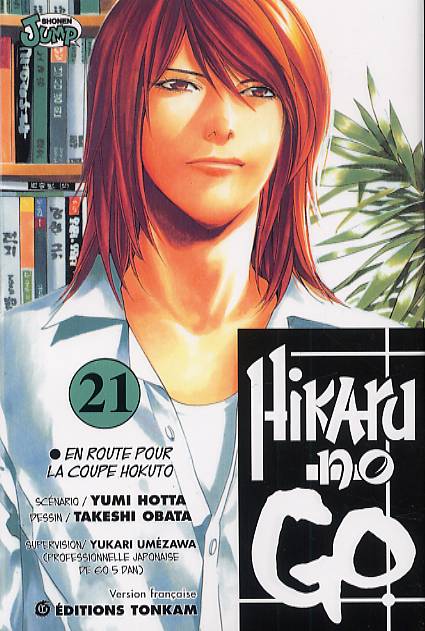 SHONEN
JUMP
21
• EN ROUTE POUR
LA COUPE HOKUTO
SCÉNARIO / YUMI HOTTA
DESSIN / TAKESHI OBATA
SUPERVISION/ YUKARI UMÉZAWA
(PROFESSIONNELLE JAPONAISE
DE GO 5 DAN)
Version française
ÉDITIONS TONKAM
HIKARU
no
GO